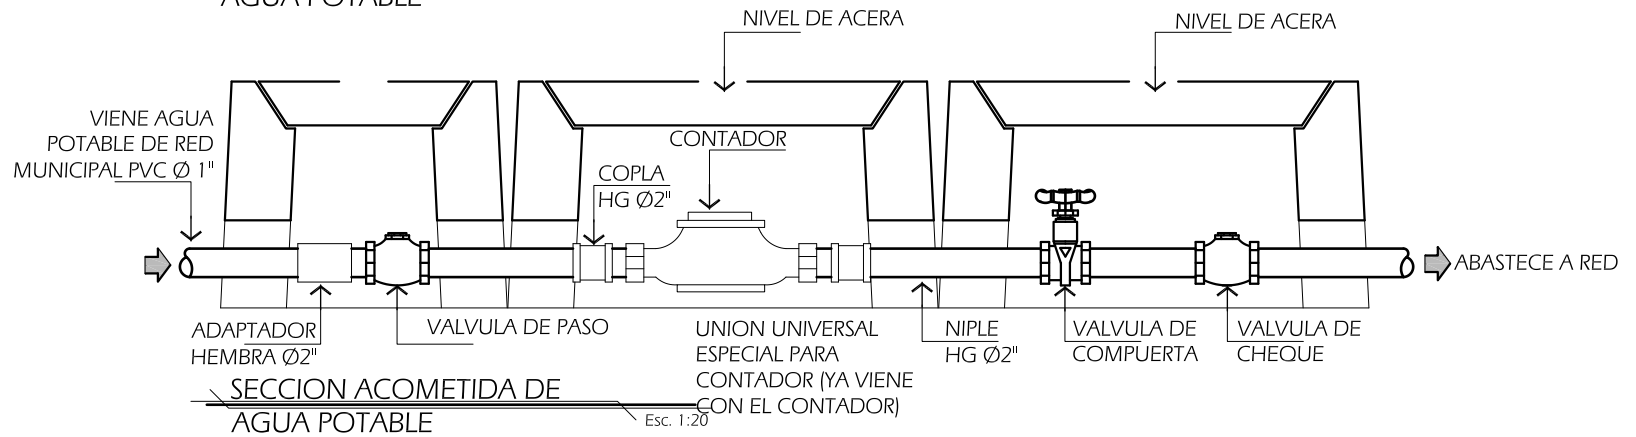 AGUA POTABLE
NIVEL DE ACERA
NIVEL DE ACERA
VIENE AGUA
POTABLE DE RED
MUNICIPAL PVC Ø 1"
CONTADOR
COPLA
HG Ø2"
ABASTECE A RED
ADAPTADOR
HEMBRA Ø2"
VALVULA DE PASO
UNION UNIVERSAL
ESPECIAL PARA
CONTADOR (YA VIENE
CON EL CONTADOR)
NIPLE
HG Ø2"
VALVULA DE
COMPUERTA
VALVULA DE
CHEQUE
SECCION ACOMETIDA DE
AGUA POTABLE
Esc. 1:20